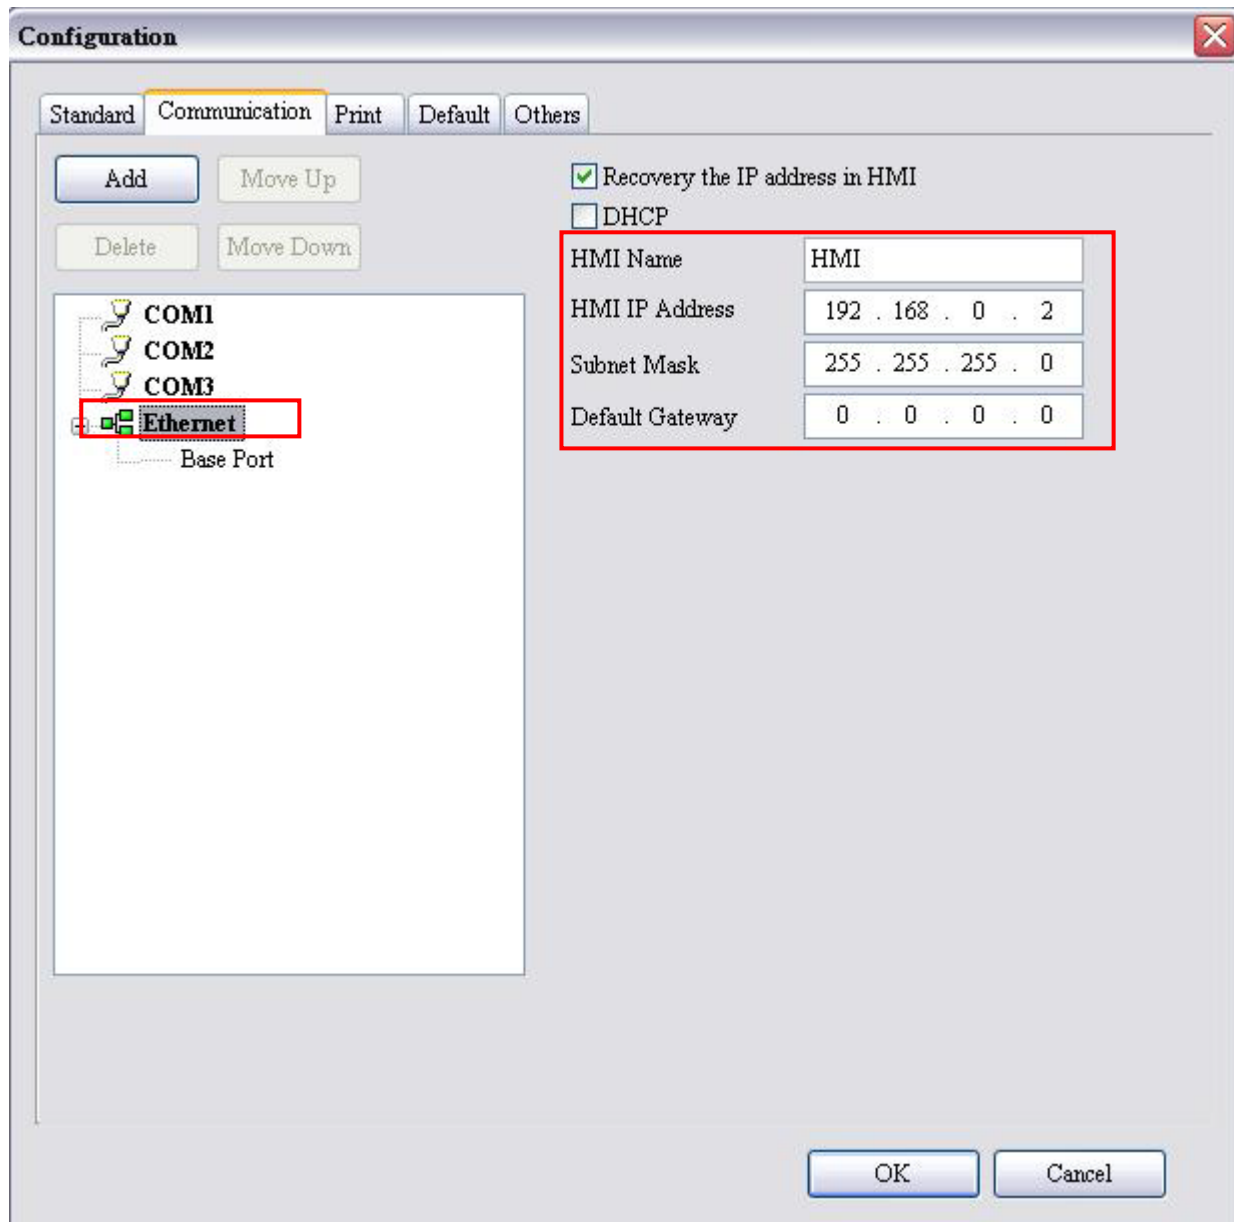 Configuration
Standard Communication Print Default Others
Add Move Up
Delete Move Down
COM1
COM2
COM3
Ethernet
Base Port
Recovery the IP address in HMI
DHCP
HMI Name HMI
HMI IP Address 192 . 168 . 0 . 2
Subnet Mask 255 . 255 . 255 . 0
Default Gateway 0 . 0 . 0 . 0
OK Cancel